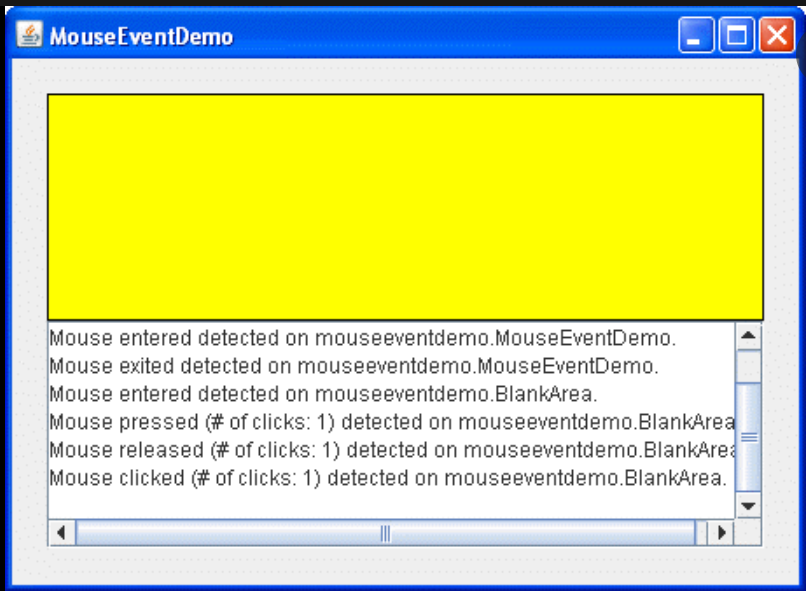 MouseEventDemo
Mouse entered detected on mouseeventdemo.MouseEventDemo.
Mouse exited detected on mouseeventdemo.MouseEventDemo.
Mouse entered detected on mouseeventdemo.BlankArea.
Mouse pressed (# of clicks: 1) detected on mouseeventdemo.BlankArea
Mouse released (# of clicks: 1) detected on mouseeventdemo.BlankArea
Mouse clicked (# of clicks: 1) detected on mouseeventdemo.BlankArea.